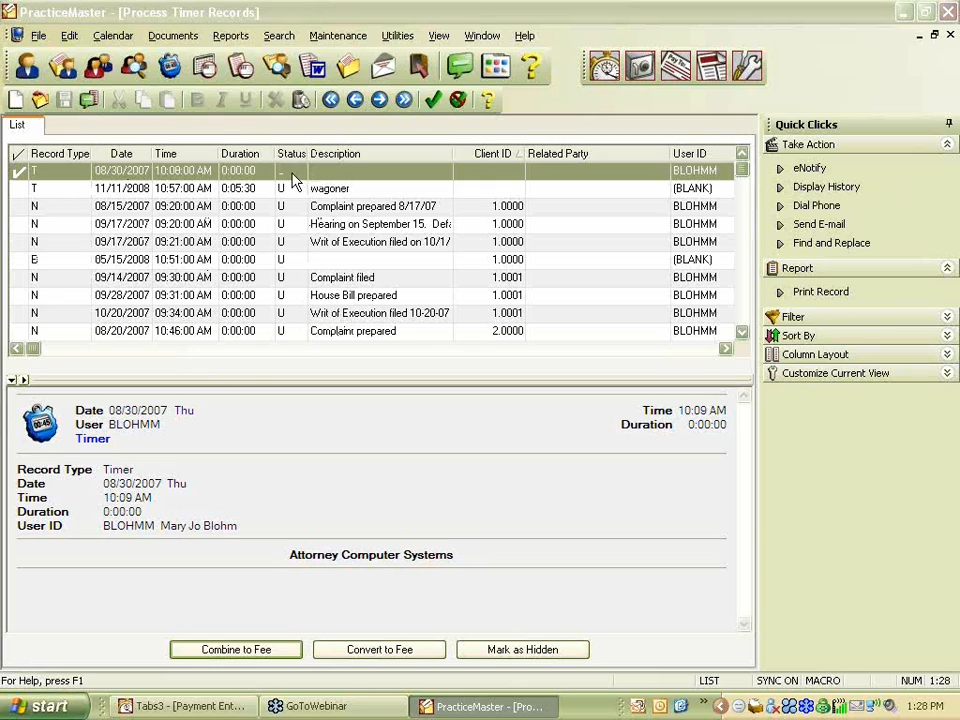 PracticeMaster - [Process Timer Records]
File Edit Calendar Documents Reports Search Maintenance Utilities View Window Help
List
Record Type Date Time Duration Status Description Client ID Related Party User ID
T 08/30/2007 10:08:00 AM 0:00:00 _ BLOHMM
T 11/11/2008 10:57:00 AM 0:05:30 U wagoner (BLANK)
N 08/15/2007 09:20:00 AM 0:00:00 U Complaint prepared 8/17/07 1.0000 BLOHMM
N 09/17/2007 09:20:00 AM 0:00:00 U Hearing on September 15. Defa 1.0000 BLOHMM
N 09/17/2007 09:21:00 AM 0:00:00 U Writ of Execution filed on 10/1/ 1.0000 BLOHMM
E 05/15/2008 10:51:00 AM 0:00:00 U 1.0000 (BLANK)
N 09/14/2007 09:30:00 AM 0:00:00 U Complaint filed 1.0001 BLOHMM
N 09/28/2007 09:31:00 AM 0:00:00 U House Bill prepared 1.0001 BLOHMM
N 10/20/2007 09:34:00 AM 0:00:00 U Writ of Execution filed 10-20-07 1.0001 BLOHMM
N 08/20/2007 10:46:00 AM 0:00:00 U Complaint prepared 2.0000 BLOHMM
Quick Clicks
Take Action
eNotify
Display History
Dial Phone
Send E-mail
Find and Replace
Report
Print Record
Filter
Sort By
Column Layout
Customize Current View
00:45
Date 08/30/2007 Thu Time 10:09 AM
User BLOHMM Duration 0:00:00
Timer
Record Type Timer
Date 08/30/2007 Thu
Time 10:09 AM
Duration 0:00:00
User ID BLOHMM Mary Jo Blohm
Attorney Computer Systems
Combine to Fee Convert to Fee Mark as Hidden
For Help, press F1 LIST SYNC ON MACRO NUM 1:28
start Tabs3 - [Payment Ent... GoToWebinar PracticeMaster - [Pro... 1:28 PM